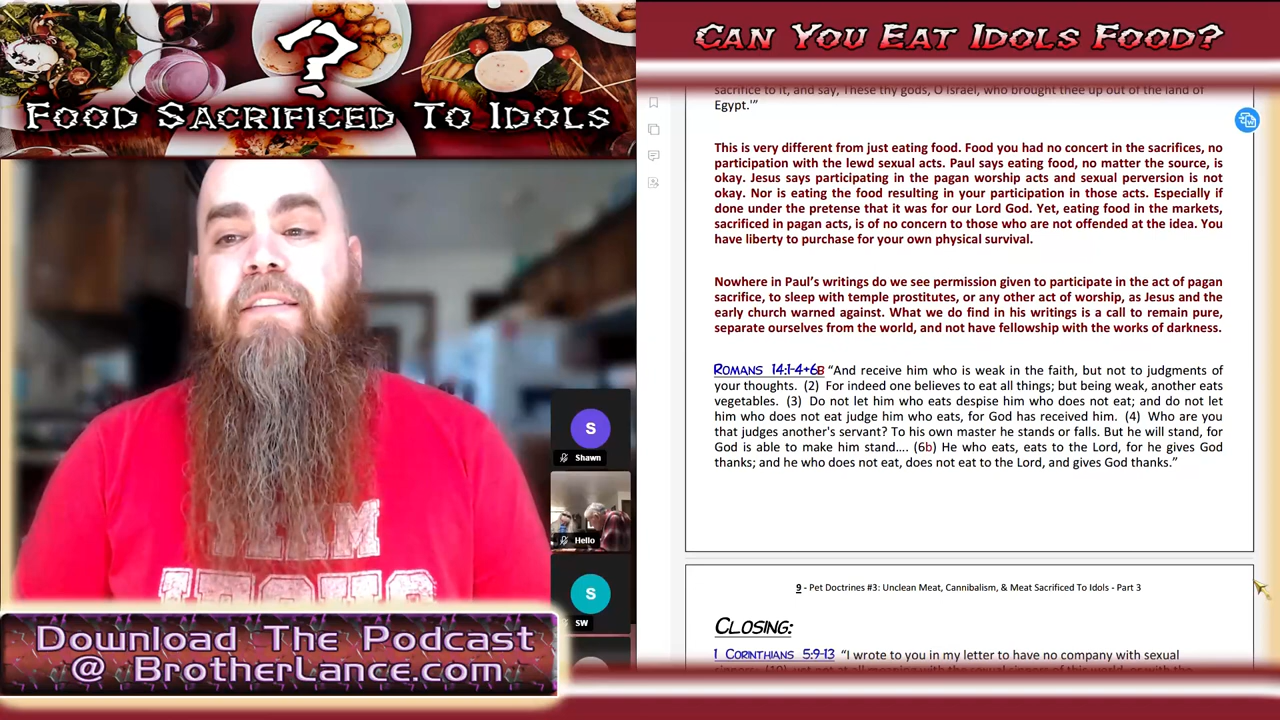 ?
Food Sacrificed To Idols
Can You Eat Idols Food?
sacrifice to it, and say, These thy gods, O Israel, who brought thee up out of the land of
Egypt.'"
This is very different from just eating food. Food you had no concert in the sacrifices, no
participation with the lewd sexual acts. Paul says eating food, no matter the source, is
okay. Jesus says participating in the pagan worship acts and sexual perversion is not
okay. Nor is eating the food resulting in your participation in those acts. Especially if
done under the pretense that it was for our Lord God. Yet, eating food in the markets,
sacrificed in pagan acts, is of no concern to those who are not offended at the idea. You
have liberty to purchase for your own physical survival.
Nowhere in Paul's writings do we see permission given to participate in the act of pagan
sacrifice, to sleep with temple prostitutes, or any other act of worship, as Jesus and the
early church warned against. What we do find in his writings is a call to remain pure,
separate ourselves from the world, and not have fellowship with the works of darkness.
Romans 14:1-4+6B “And receive him who is weak in the faith, but not to judgments of
your thoughts. (2) For indeed one believes to eat all things; but being weak, another eats
vegetables. (3) Do not let him who eats despise him who does not eat; and do not let
him who does not eat judge him who eats, for God has received him. (4) Who are you
that judges another's servant? To his own master he stands or falls. But he will stand, for
God is able to make him stand.... (6b) He who eats, eats to the Lord, for he gives God
thanks; and he who does not eat, does not eat to the Lord, and gives God thanks.”
9 - Pet Doctrines #3: Unclean Meat, Cannibalism, & Meat Sacrificed To Idols - Part 3
Closing:
1 Corinthians 5:9-13 “I wrote to you in my letter to have no company with sexual
S
Shawn
Hello
S
SW
Download The Podcast
@ BrotherLance.com